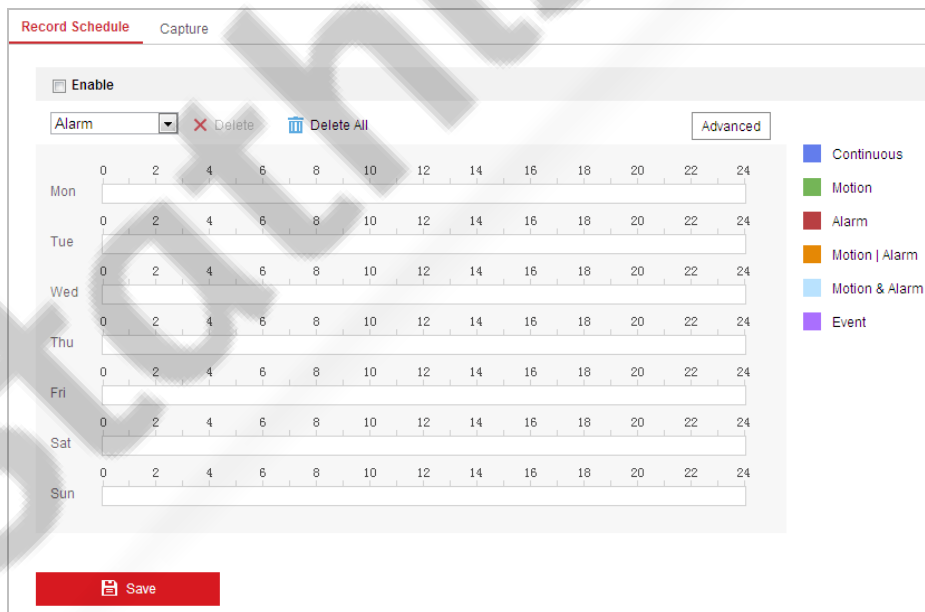 Record Schedule Capture
Enable
Alarm Delete Delete All Advanced
0 2 4 6 8 10 12 14 16 18 20 22 24
Mon
0 2 4 6 8 10 12 14 16 18 20 22 24
Tue
0 2 4 6 8 10 12 14 16 18 20 22 24
Wed
0 2 4 6 8 10 12 14 16 18 20 22 24
Thu
0 2 4 6 8 10 12 14 16 18 20 22 24
Fri
0 2 4 6 8 10 12 14 16 18 20 22 24
Sat
0 2 4 6 8 10 12 14 16 18 20 22 24
Sun
Continuous
Motion
Alarm
Motion | Alarm
Motion & Alarm
Event
Save